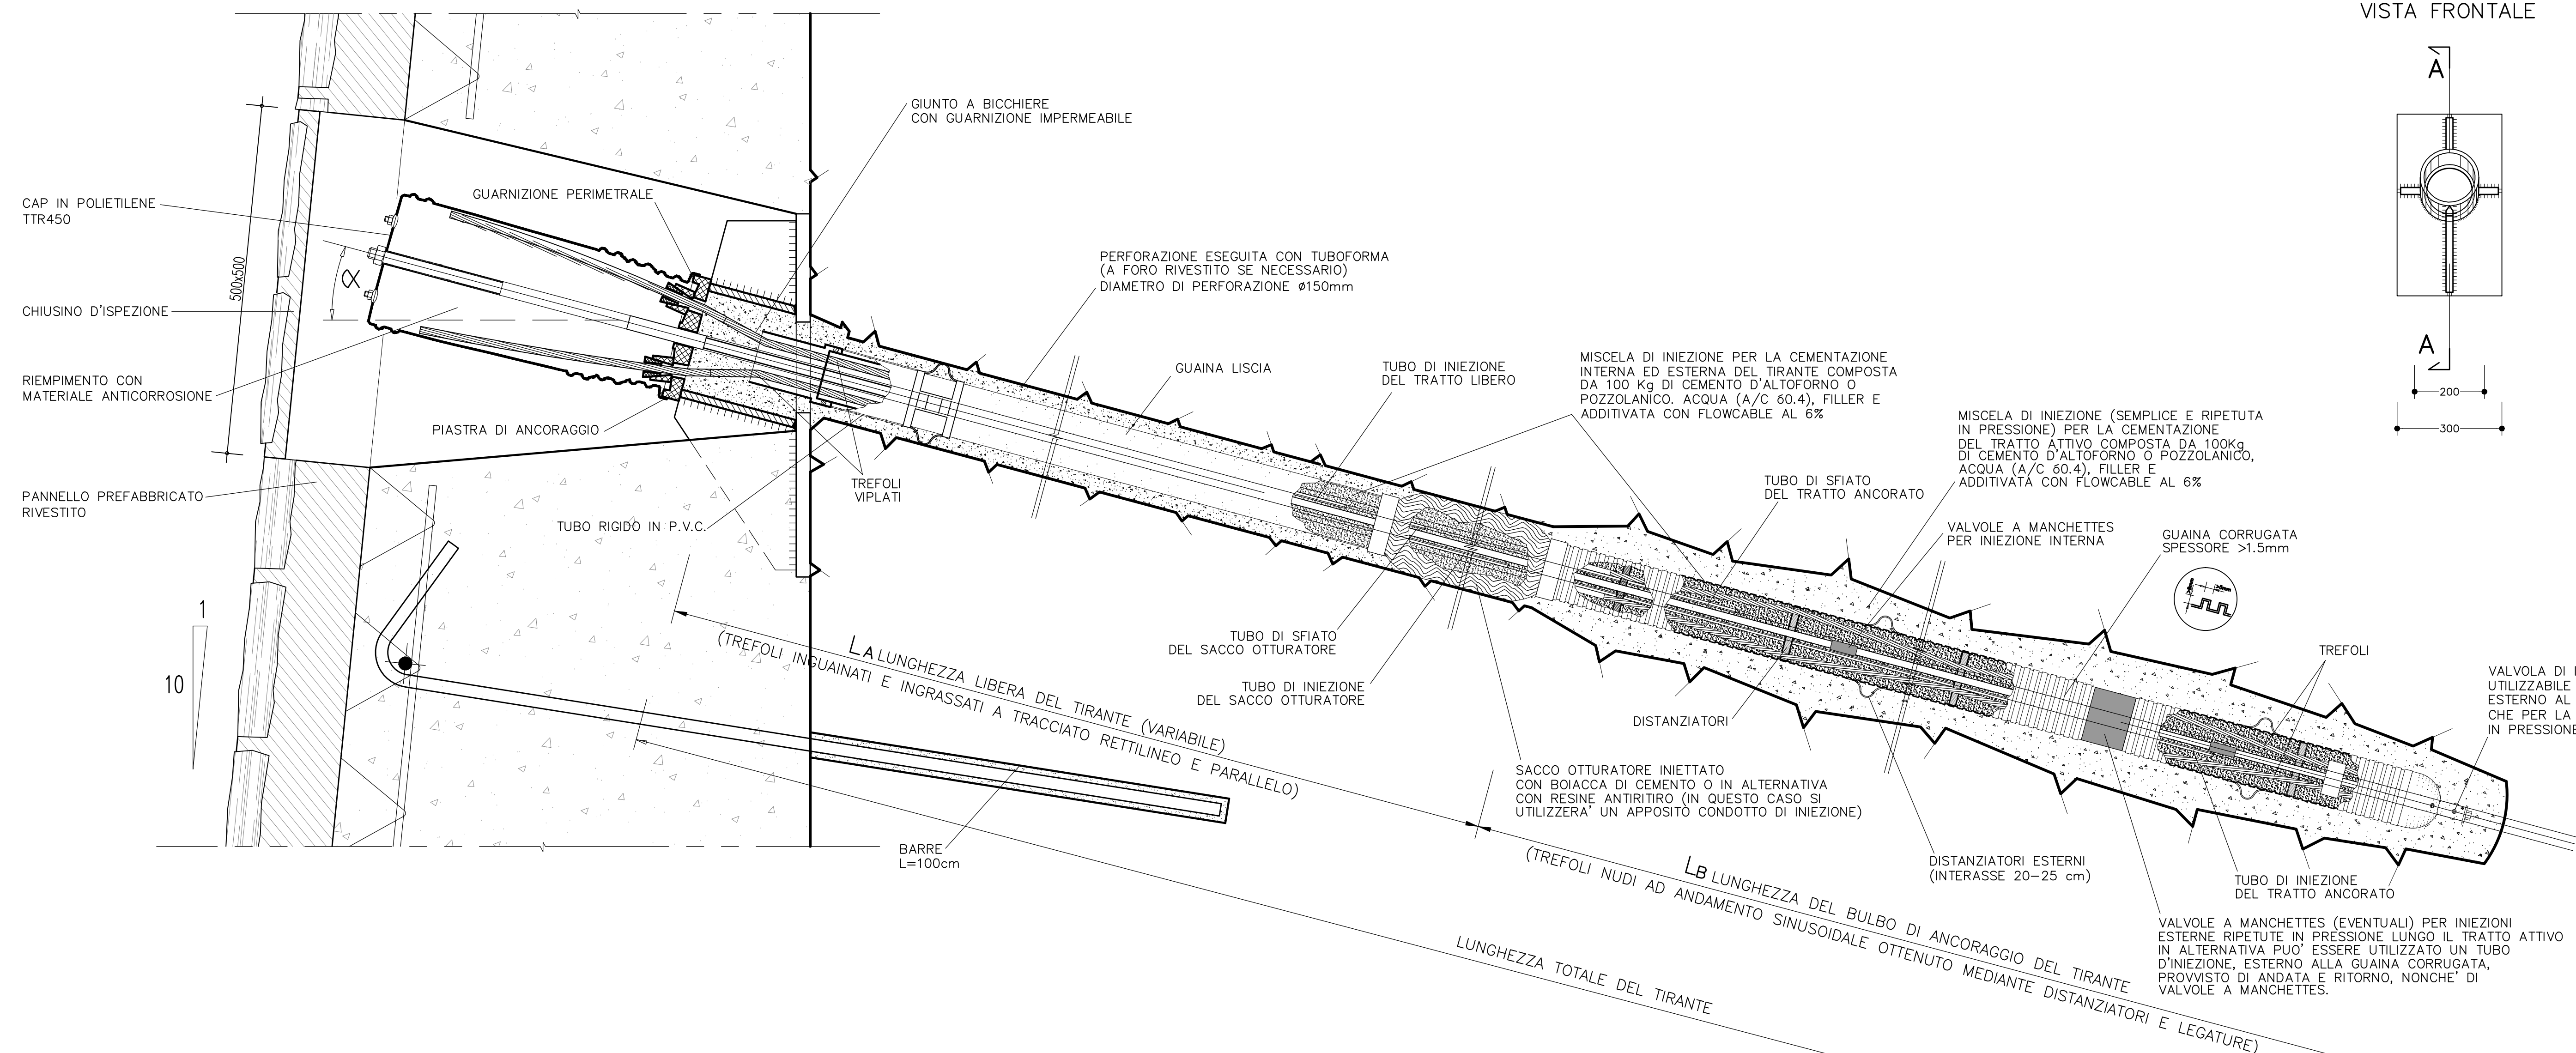 VISTA FRONTALE
A
A
200
300
GIUNTO A BICCHIERE
CON GUARNIZIONE IMPERMEABILE
GUARNIZIONE PERIMETRALE
CAP IN POLIETILENE
TTR450
500x500
α
CHIUSINO D'ISPEZIONE
RIEMPIMENTO CON
MATERIALE ANTICORROSIONE
PIASTRA DI ANCORAGGIO
PANNELLO PREFABBRICATO
RIVESTITO
TUBO RIGIDO IN P.V.C.
TREFOLI
VIPLATI
1
10
PERFORAZIONE ESEGUITA CON TUBOFORMA
(A FORO RIVESTITO SE NECESSARIO)
DIAMETRO DI PERFORAZIONE ø150mm
GUAINA LISCIA
TUBO DI INIEZIONE
DEL TRATTO LIBERO
MISCELA DI INIEZIONE PER LA CEMENTAZIONE
INTERNA ED ESTERNA DEL TIRANTE COMPOSTA
DA 100 Kg DI CEMENTO D'ALTOFORNO O
POZZOLANICO. ACQUA (A/C 60.4), FILLER E
ADDITIVATA CON FLOWCABLE AL 6%
MISCELA DI INIEZIONE (SEMPLICE E RIPETUTA
IN PRESSIONE) PER LA CEMENTAZIONE
DEL TRATTO ATTIVO COMPOSTA DA 100Kg
DI CEMENTO D'ALTOFORNO O POZZOLANICO,
ACQUA (A/C 60.4), FILLER E
ADDITIVATA CON FLOWCABLE AL 6%
TUBO DI SFIATO
DEL TRATTO ANCORATO
VALVOLE A MANCHETTES
PER INIEZIONE INTERNA
GUAINA CORRUGATA
SPESSORE >1.5mm
TREFOLI
VALVOLA DI
UTILIZZABILE
ESTERNO AL
CHE PER LA
IN PRESSIONE
TUBO DI SFIATO
DEL SACCO OTTURATORE
TUBO DI INIEZIONE
DEL SACCO OTTURATORE
DISTANZIATORI
SACCO OTTURATORE INIETTATO
CON BOIACCA DI CEMENTO O IN ALTERNATIVA
CON RESINE ANTIRITIRO (IN QUESTO CASO SI
UTILIZZERA' UN APPOSITO CONDOTTO DI INIEZIONE)
DISTANZIATORI ESTERNI
(INTERASSE 20-25 cm)
TUBO DI INIEZIONE
DEL TRATTO ANCORATO
VALVOLE A MANCHETTES (EVENTUALI) PER INIEZIONI
ESTERNE RIPETUTE IN PRESSIONE LUNGO IL TRATTO ATTIVO
IN ALTERNATIVA PUO' ESSERE UTILIZZATO UN TUBO
D'INIEZIONE, ESTERNO ALLA GUAINA CORRUGATA,
PROVVISTO DI ANDATA E RITORNO, NONCHE' DI
VALVOLE A MANCHETTES.
LA LUNGHEZZA LIBERA DEL TIRANTE (VARIABILE)
(TREFOLI INGUAINATI E INGRASSATI A TRACCIATO RETTILINEO E PARALLELO)
BARRE
L=100cm
LB LUNGHEZZA DEL BULBO DI ANCORAGGIO DEL TIRANTE
(TREFOLI NUDI AD ANDAMENTO SINUSOIDALE OTTENUTO MEDIANTE DISTANZIATORI E LEGATURE)
LUNGHEZZA TOTALE DEL TIRANTE